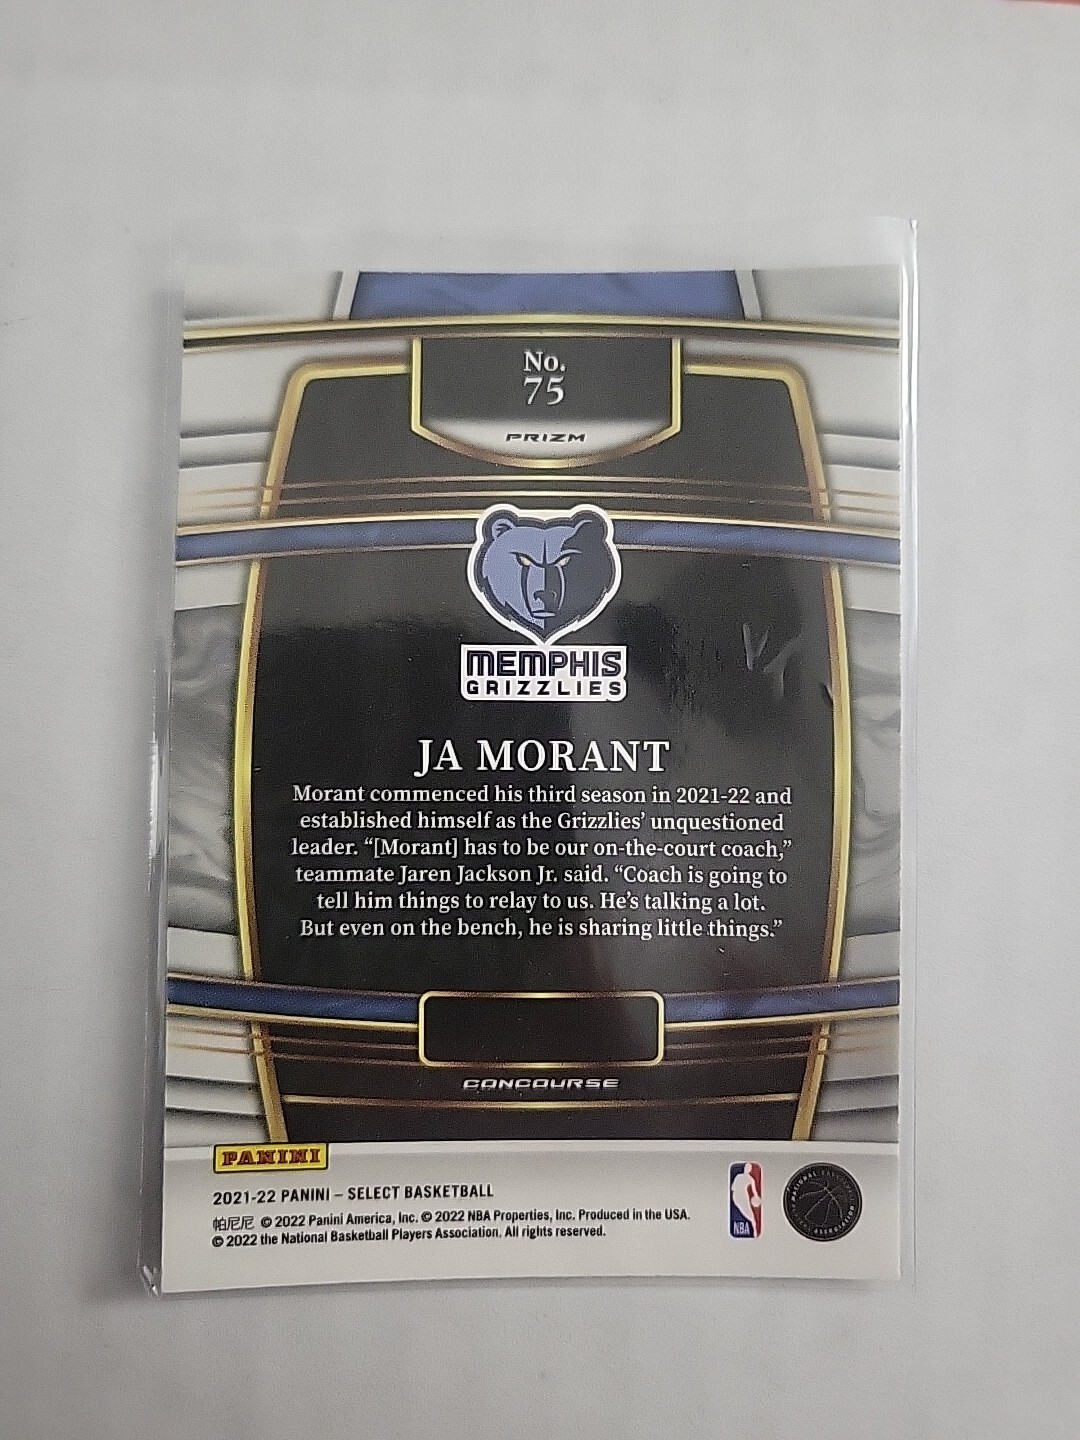 No.
75
PRIZM
MEMPHIS
GRIZZLIES
JA MORANT
Morant commenced his third season in 2021-22 and
established himself as the Grizzlies’ unquestioned
leader. “[Morant] has to be our on-the-court coach,”
teammate Jaren Jackson Jr. said. “Coach is going to
tell him things to relay to us. He’s talking a lot.
But even on the bench, he is sharing little things.”
CONCOURSE
PANINI
2021-22 PANINI – SELECT BASKETBALL
帕尼尼 © 2022 Panini America, Inc. © 2022 NBA Properties, Inc. Produced in the USA.
© 2022 the National Basketball Players Association. All rights reserved.
NBA
NATIONAL BASKETBALL
PLAYERS ASSOCIATION